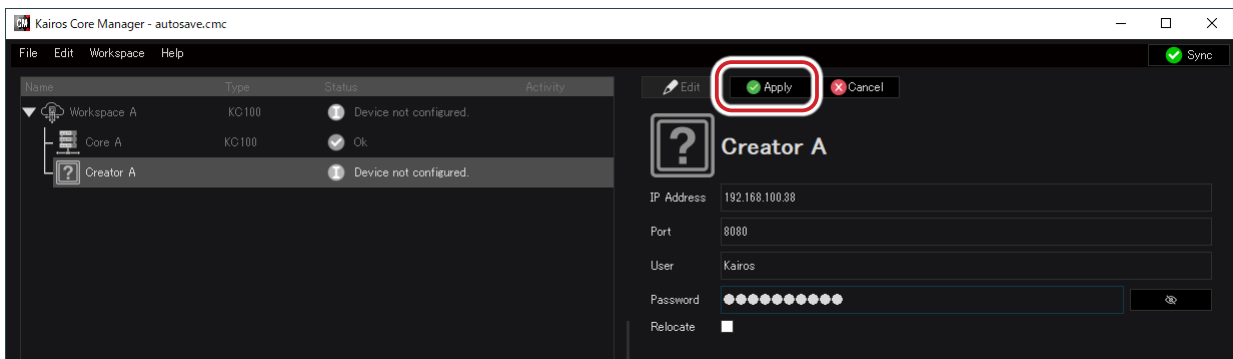 CM Kairos Core Manager - autosave.cmc
File Edit Workspace Help
Sync
Name Type Status Activity
Edit Apply Cancel
Workspace A KC100 Device not configured.
Core A KC100 Ok
Creator A Device not configured.
? Creator A
IP Address 192.168.100.38
Port 8080
User Kairos
Password ●●●●●●●●●●
Relocate